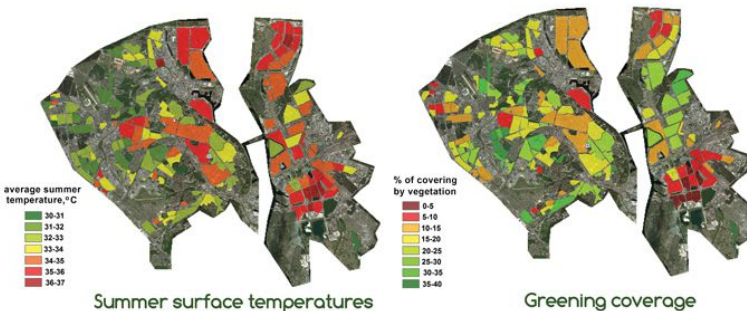 average summer
temperature,°C
30-31
31-32
32-33
33-34
34-35
35-36
36-37
Summer surface temperatures
% of covering
by vegetation
0-5
5-10
10-15
15-20
20-25
25-30
30-35
35-40
Greening coverage